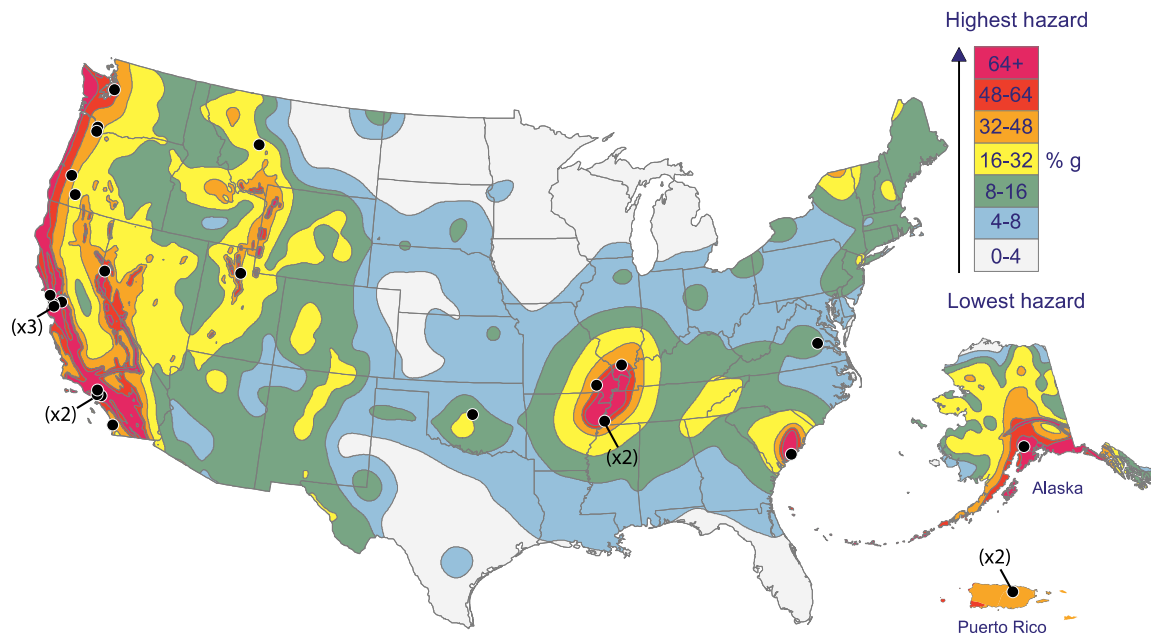 Highest hazard
64+
48-64
32-48
16-32 % g
8-16
4-8
0-4
Lowest hazard
(x3)
(x2)
(x2)
Alaska
(x2)
Puerto Rico